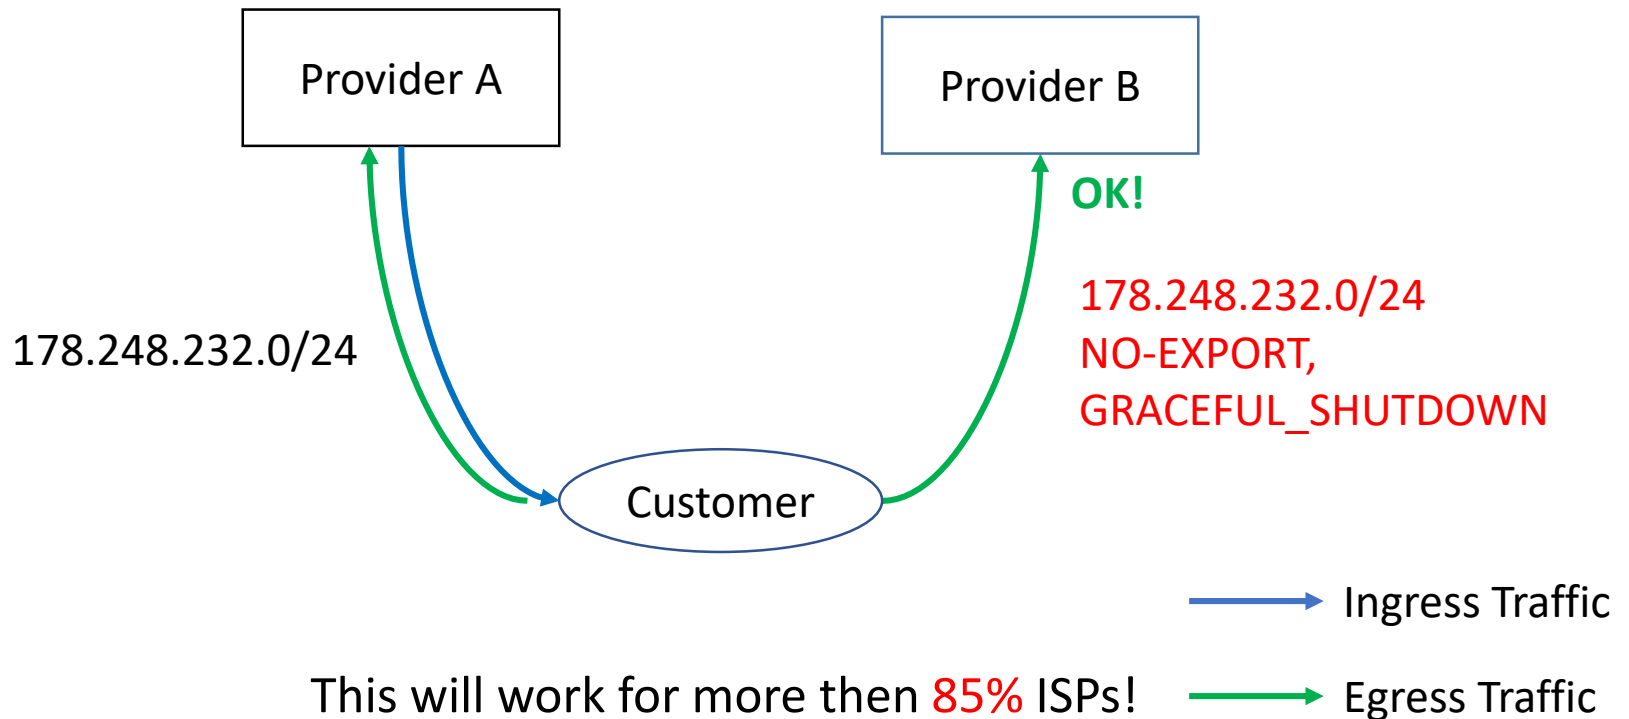 Provider A
Provider B
OK!
178.248.232.0/24
NO-EXPORT,
GRACEFUL_SHUTDOWN
178.248.232.0/24
Customer
Ingress Traffic
This will work for more then 85% ISPs!
Egress Traffic